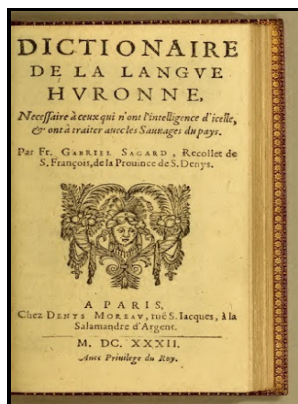 DICTIONAIRE
DE LA LANGVE
HVRONNE,
Neceſſaire à ceux qui n'ont l'intelligence d'icelle,
& ont à traiter auec les Sauuages du pays.
Par Fr. GABRIEL SAGARD, Recollet de
S. François, de la Prouince de S. Denys.
A PARIS,
Chez DENYS MOREAV, ruë S. Iacques, à la
Salamandre d'Argent.
M. DC. XXXII.
Auec Priuilege du Roy.